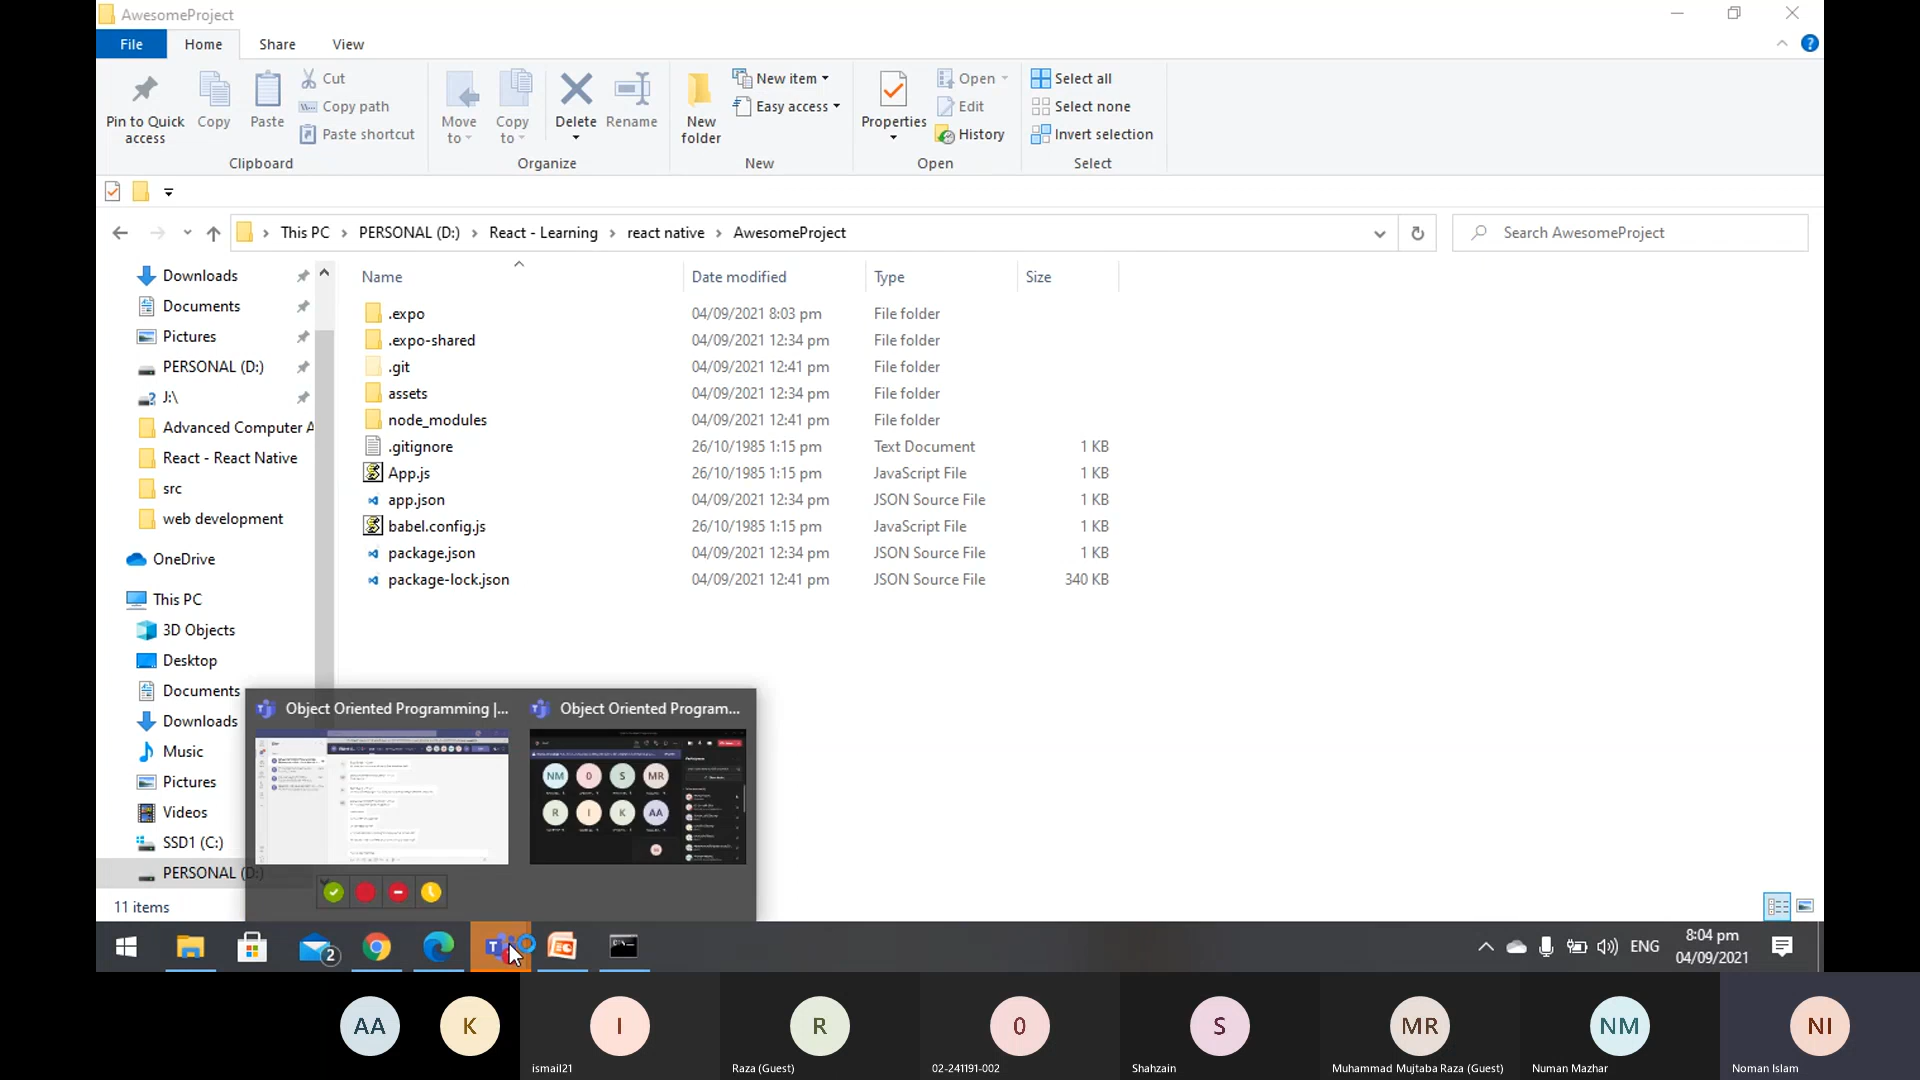 AwesomeProject
File
Home
Share
View
Pin to Quick access
Copy
Paste
Cut
Copy path
Paste shortcut
Clipboard
Move to
Copy to
Delete
Rename
Organize
New folder
New item
Easy access
New
Properties
Open
Edit
History
Open
Select all
Select none
Invert selection
Select
This PC
PERSONAL (D:)
React - Learning
react native
AwesomeProject
Search AwesomeProject
Downloads
Documents
Pictures
PERSONAL (D:)
J:\
Advanced Computer A
React - React Native
src
web development
OneDrive
This PC
3D Objects
Desktop
Documents
Downloads
Music
Pictures
Videos
SSD1 (C:)
PERSONAL (D:)
Name Date modified Type Size
.expo 04/09/2021 8:03 pm File folder
.expo-shared 04/09/2021 12:34 pm File folder
.git 04/09/2021 12:41 pm File folder
assets 04/09/2021 12:34 pm File folder
node_modules 04/09/2021 12:41 pm File folder
.gitignore 26/10/1985 1:15 pm Text Document 1 KB
App.js 26/10/1985 1:15 pm JavaScript File 1 KB
app.json 04/09/2021 12:34 pm JSON Source File 1 KB
babel.config.js 26/10/1985 1:15 pm JavaScript File 1 KB
package.json 04/09/2021 12:34 pm JSON Source File 1 KB
package-lock.json 04/09/2021 12:41 pm JSON Source File 340 KB
Object Oriented Programming |...
Object Oriented Program...
NM 0 S MR
R I K AA
11 items
2
ENG
8:04 pm
04/09/2021
AA
K
I
ismail21
R
Raza (Guest)
0
02-241191-002
S
Shahzain
MR
Muhammad Mujtaba Raza (Guest)
NM
Numan Mazhar
NI
Noman Islam